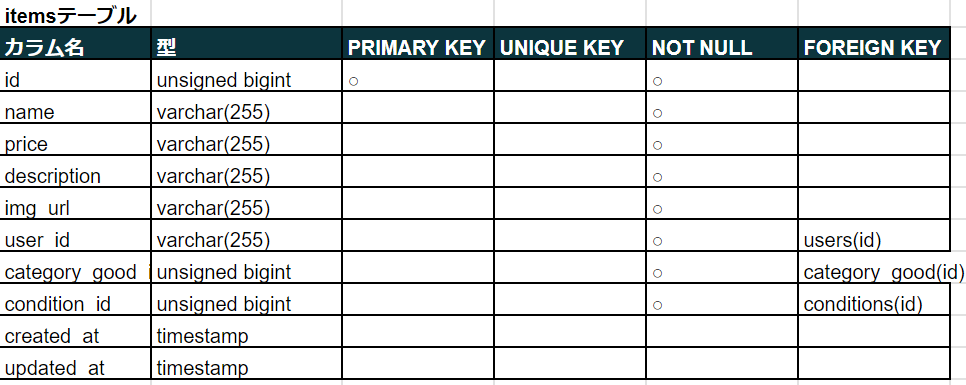 itemsテーブル
カラム名 型 PRIMARY KEY UNIQUE KEY NOT NULL FOREIGN KEY
id unsigned bigint ○ ○
name varchar(255) ○
price varchar(255) ○
description varchar(255) ○
img_url varchar(255) ○
user_id varchar(255) ○ users(id)
category_good_i unsigned bigint ○ category_good(id)
condition_id unsigned bigint ○ conditions(id)
created_at timestamp
updated_at timestamp